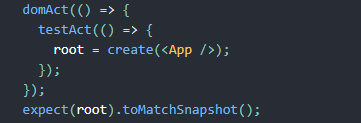 domAct(() => {
  testAct(() => {
    root = create(<App />);
  });
});
expect(root).toMatchSnapshot();